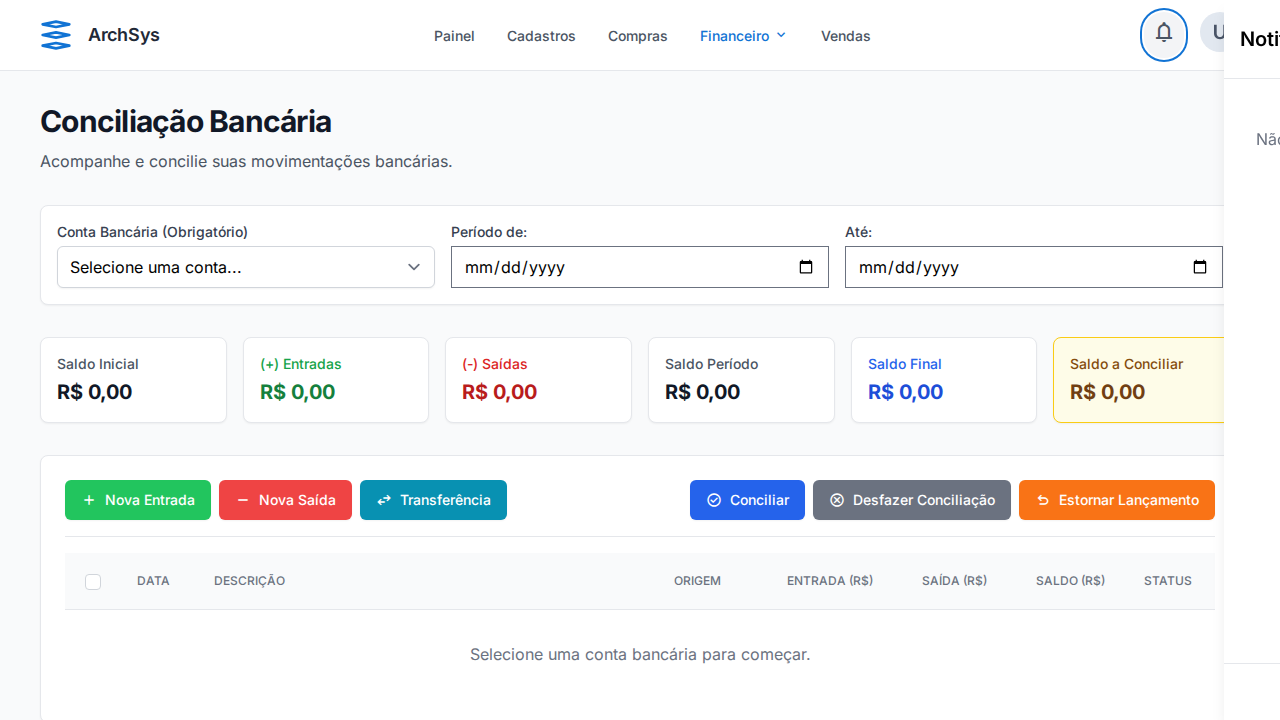 ArchSys
Painel Cadastros Compras Financeiro Vendas
U
Conciliação Bancária
Acompanhe e concilie suas movimentações bancárias.
Conta Bancária (Obrigatório) Período de: Até:
Selecione uma conta... mm/dd/yyyy mm/dd/yyyy
Saldo Inicial (+) Entradas (-) Saídas Saldo Período Saldo Final Saldo a Conciliar
R$ 0,00 R$ 0,00 R$ 0,00 R$ 0,00 R$ 0,00 R$ 0,00
Nova Entrada Nova Saída Transferência Conciliar Desfazer Conciliação Estornar Lançamento
DATA DESCRIÇÃO ORIGEM ENTRADA (R$) SAÍDA (R$) SALDO (R$) STATUS
Selecione uma conta bancária para começar.